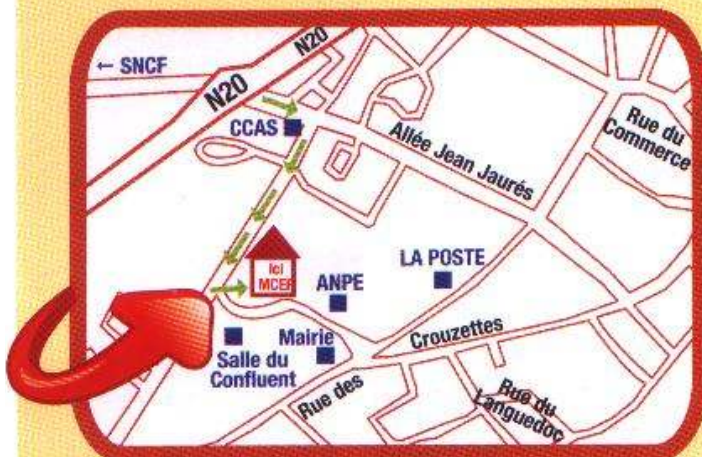 N20
← SNCF
N20
CCAS
Allée Jean Jaurés
Rue du
Commerce
Ici
MCEF
ANPE
LA POSTE
Salle du
Confluent
Mairie
Crouzettes
Rue des
Rue du
Languedoc